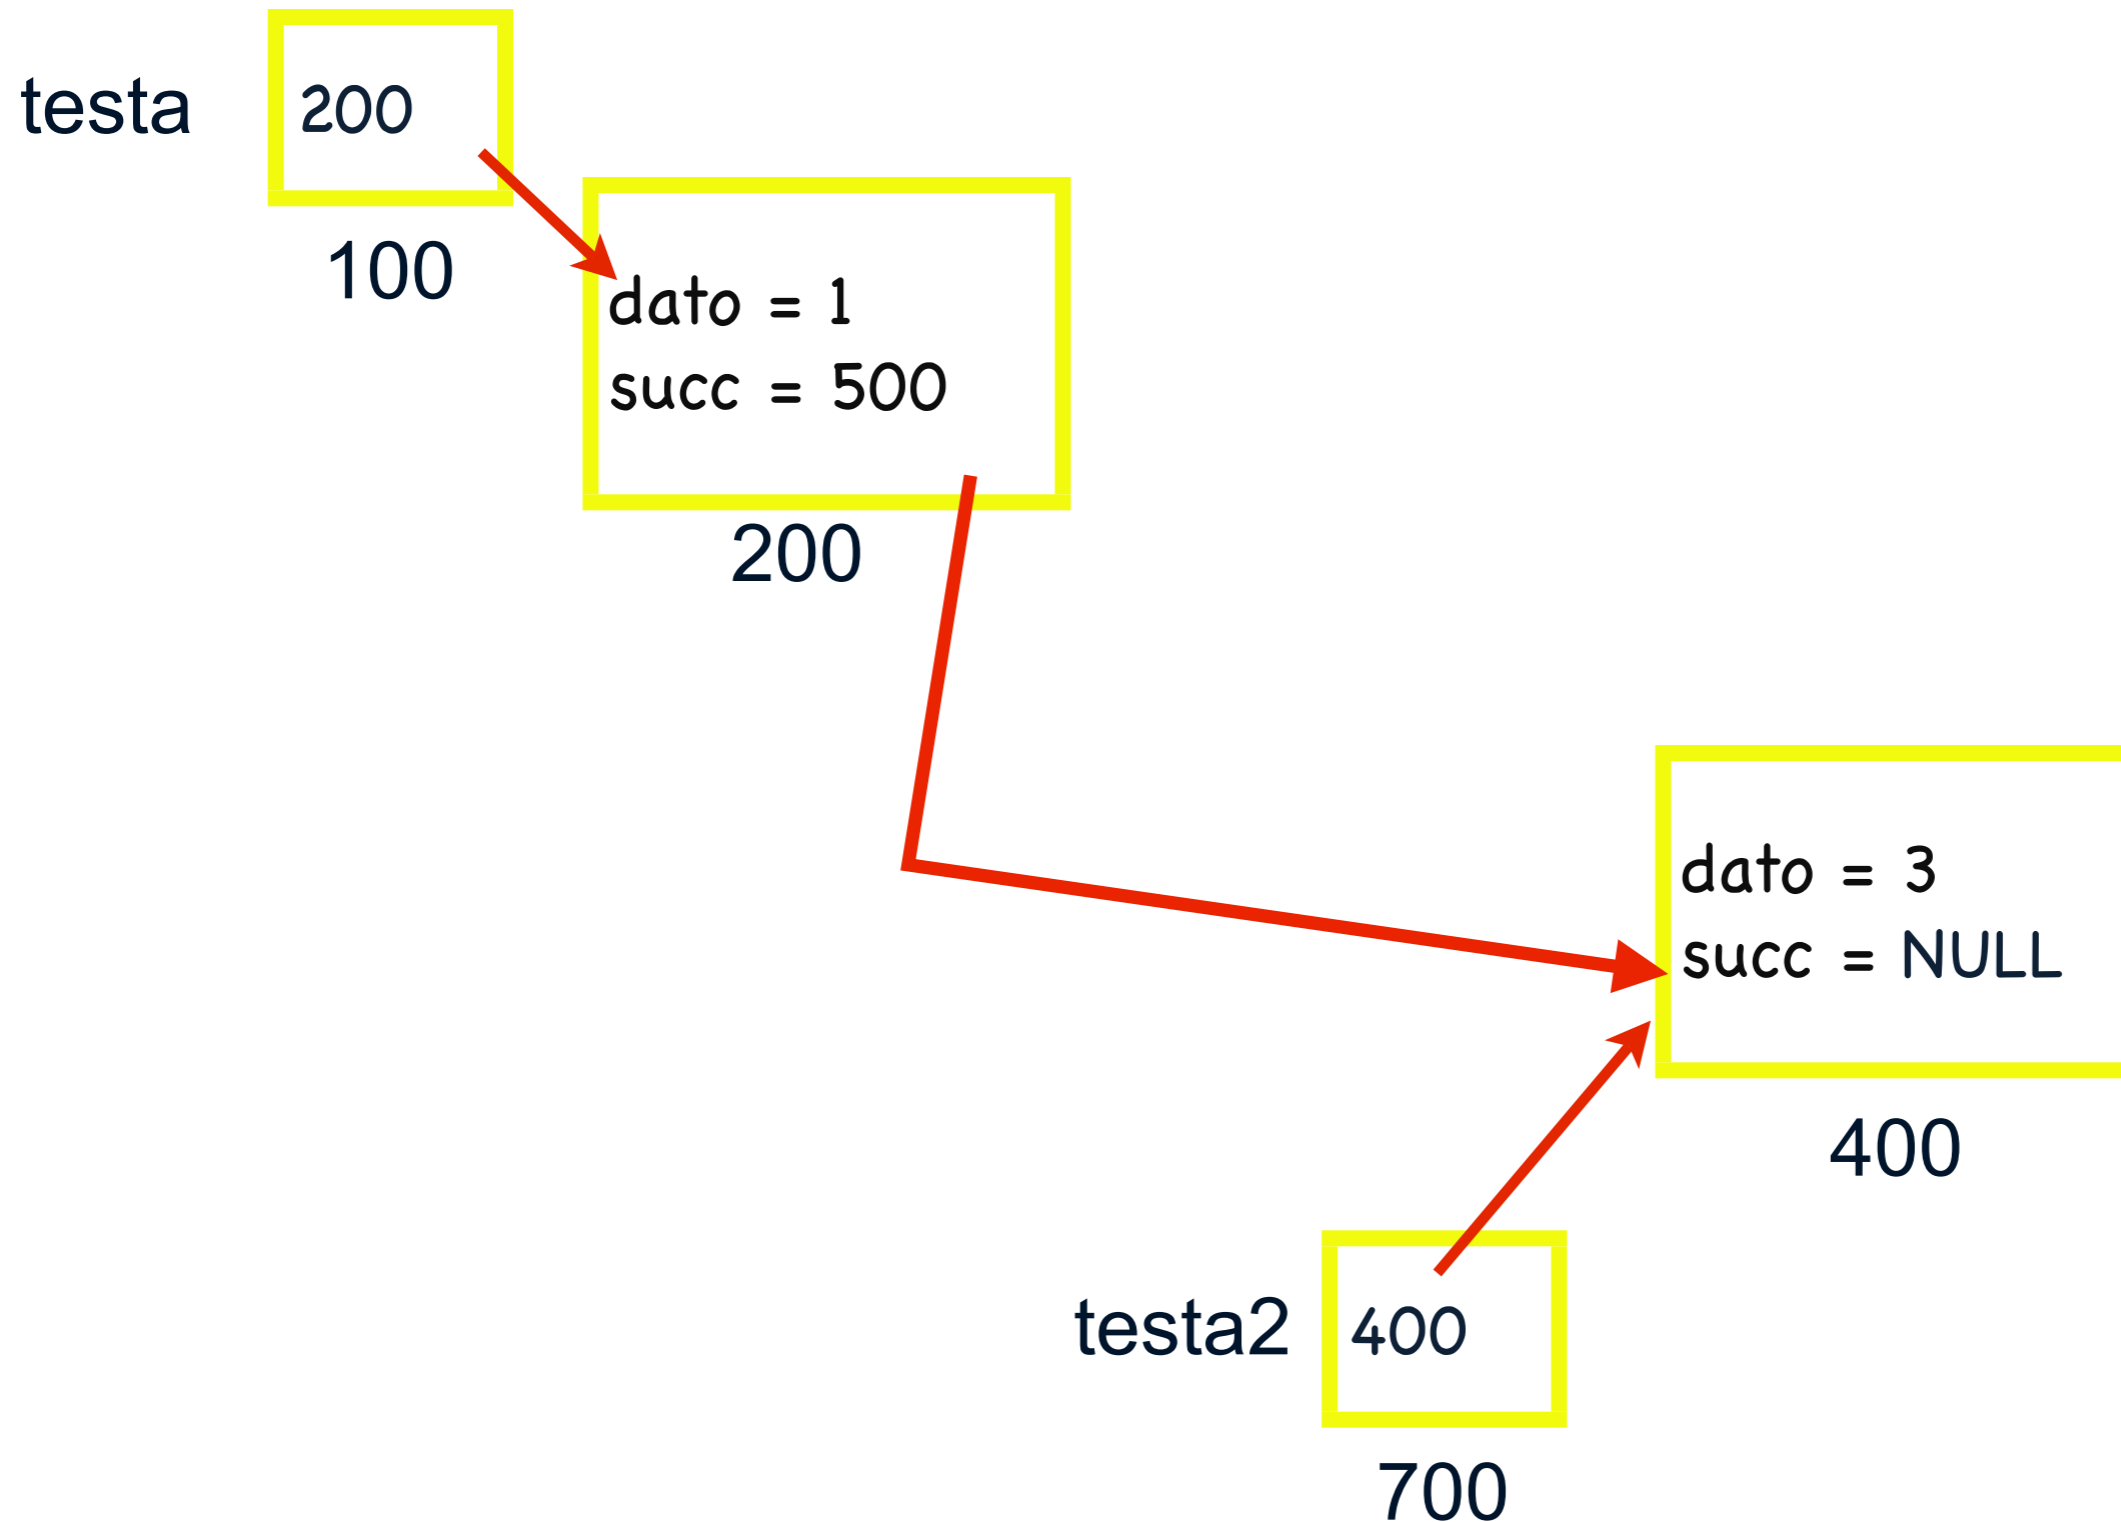 testa
200
100
dato = 1
succ = 500
200
dato = 3
succ = NULL
400
testa2
400
700